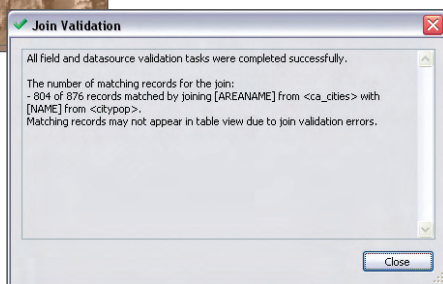 Join Validation
All field and datasource validation tasks were completed successfully.
The number of matching records for the join:
- 804 of 876 records matched by joining [AREANAME] from <ca_cities> with
[NAME] from <citypop>.
Matching records may not appear in table view due to join validation errors.
Close